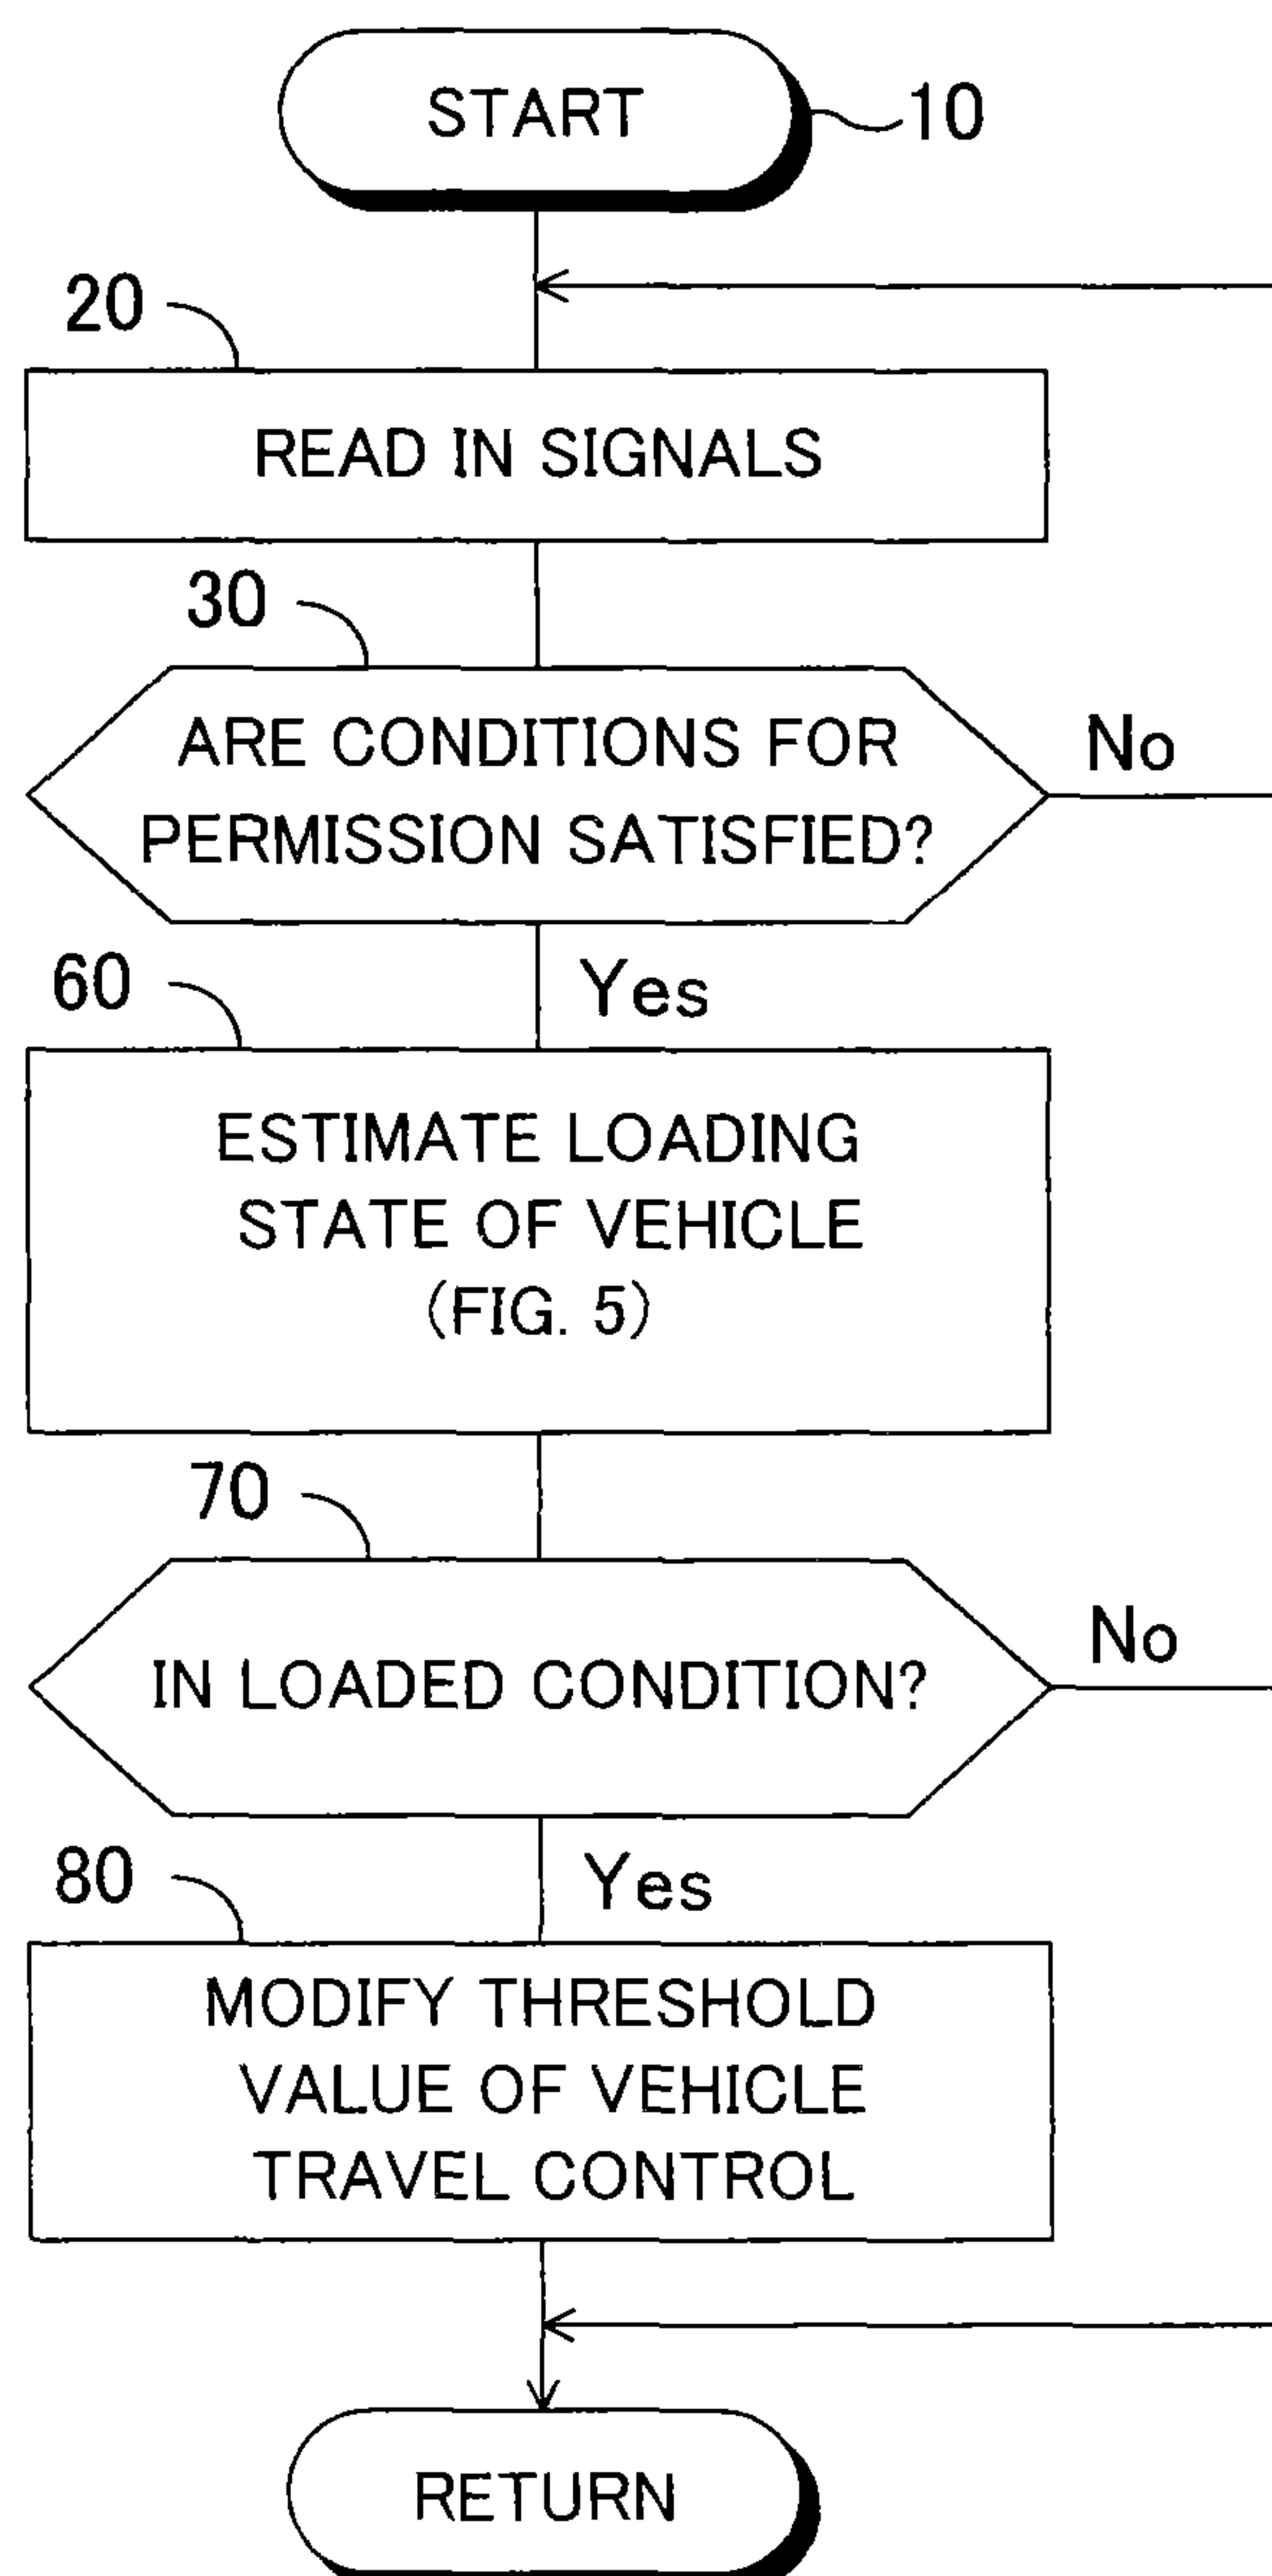 START
10
20
READ IN SIGNALS
30
ARE CONDITIONS FOR
PERMISSION SATISFIED?
No
60
Yes
ESTIMATE LOADING
STATE OF VEHICLE
(FIG. 5)
70
IN LOADED CONDITION?
No
80
Yes
MODIFY THRESHOLD
VALUE OF VEHICLE
TRAVEL CONTROL
RETURN